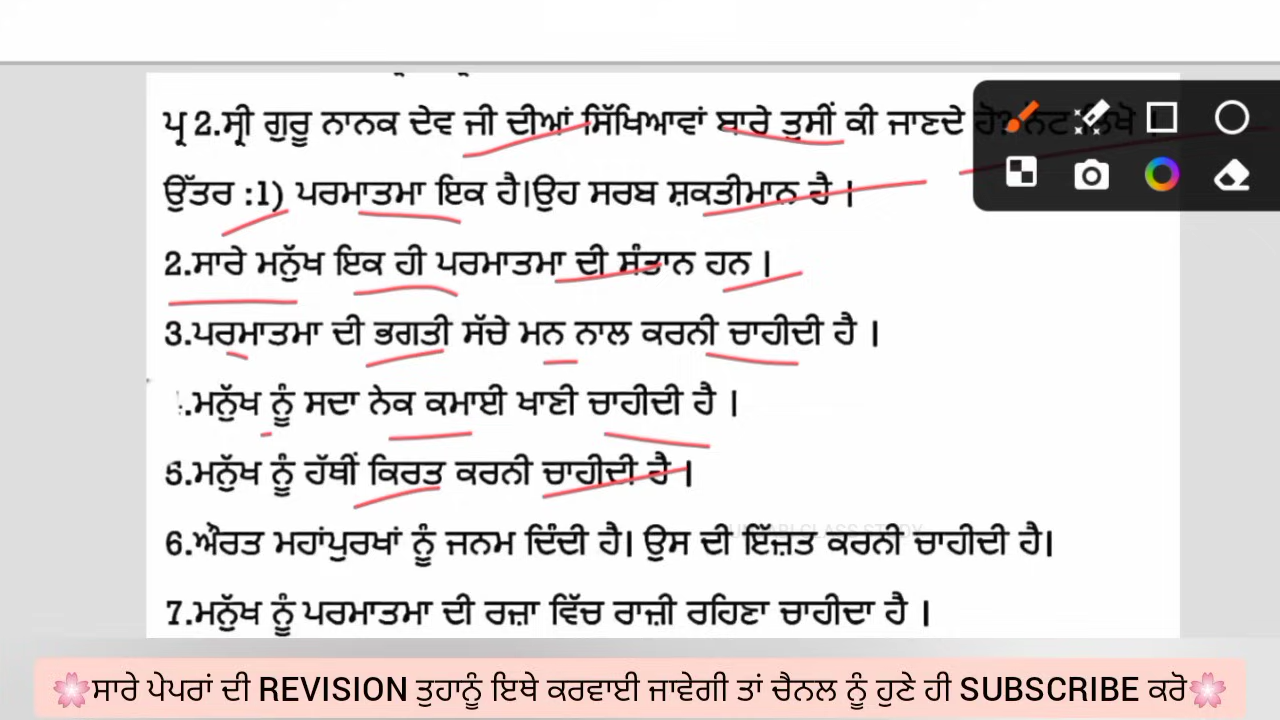 ਪ੍ਰ 2.ਸ੍ਰੀ ਗੁਰੂ ਨਾਨਕ ਦੇਵ ਜੀ ਦੀਆਂ ਸਿੱਖਿਆਵਾਂ ਬਾਰੇ ਤੁਸੀਂ ਕੀ ਜਾਣਦੇ ਹੋ? ਨੋਟ ਲਿਖੋ ।
ਉੱਤਰ :1) ਪਰਮਾਤਮਾ ਇਕ ਹੈ।ਉਹ ਸਰਬ ਸ਼ਕਤੀਮਾਨ ਹੈ ।
2.ਸਾਰੇ ਮਨੁੱਖ ਇਕ ਹੀ ਪਰਮਾਤਮਾ ਦੀ ਸੰਤਾਨ ਹਨ ।
3.ਪਰਮਾਤਮਾ ਦੀ ਭਗਤੀ ਸੱਚੇ ਮਨ ਨਾਲ ਕਰਨੀ ਚਾਹੀਦੀ ਹੈ ।
.ਮਨੁੱਖ ਨੂੰ ਸਦਾ ਨੇਕ ਕਮਾਈ ਖਾਣੀ ਚਾਹੀਦੀ ਹੈ ।
5.ਮਨੁੱਖ ਨੂੰ ਹੱਥੀਂ ਕਿਰਤ ਕਰਨੀ ਚਾਹੀਦੀ ਹੈ ।
6.ਔਰਤ ਮਹਾਂਪੁਰਖਾਂ ਨੂੰ ਜਨਮ ਦਿੰਦੀ ਹੈ। ਉਸ ਦੀ ਇੱਜ਼ਤ ਕਰਨੀ ਚਾਹੀਦੀ ਹੈ।
7.ਮਨੁੱਖ ਨੂੰ ਪਰਮਾਤਮਾ ਦੀ ਰਜ਼ਾ ਵਿੱਚ ਰਾਜ਼ੀ ਰਹਿਣਾ ਚਾਹੀਦਾ ਹੈ ।
🌸ਸਾਰੇ ਪੇਪਰਾਂ ਦੀ REVISION ਤੁਹਾਨੂੰ ਇਥੇ ਕਰਵਾਈ ਜਾਵੇਗੀ ਤਾਂ ਚੈਨਲ ਨੂੰ ਹੁਣੇ ਹੀ SUBSCRIBE ਕਰੋ🌸